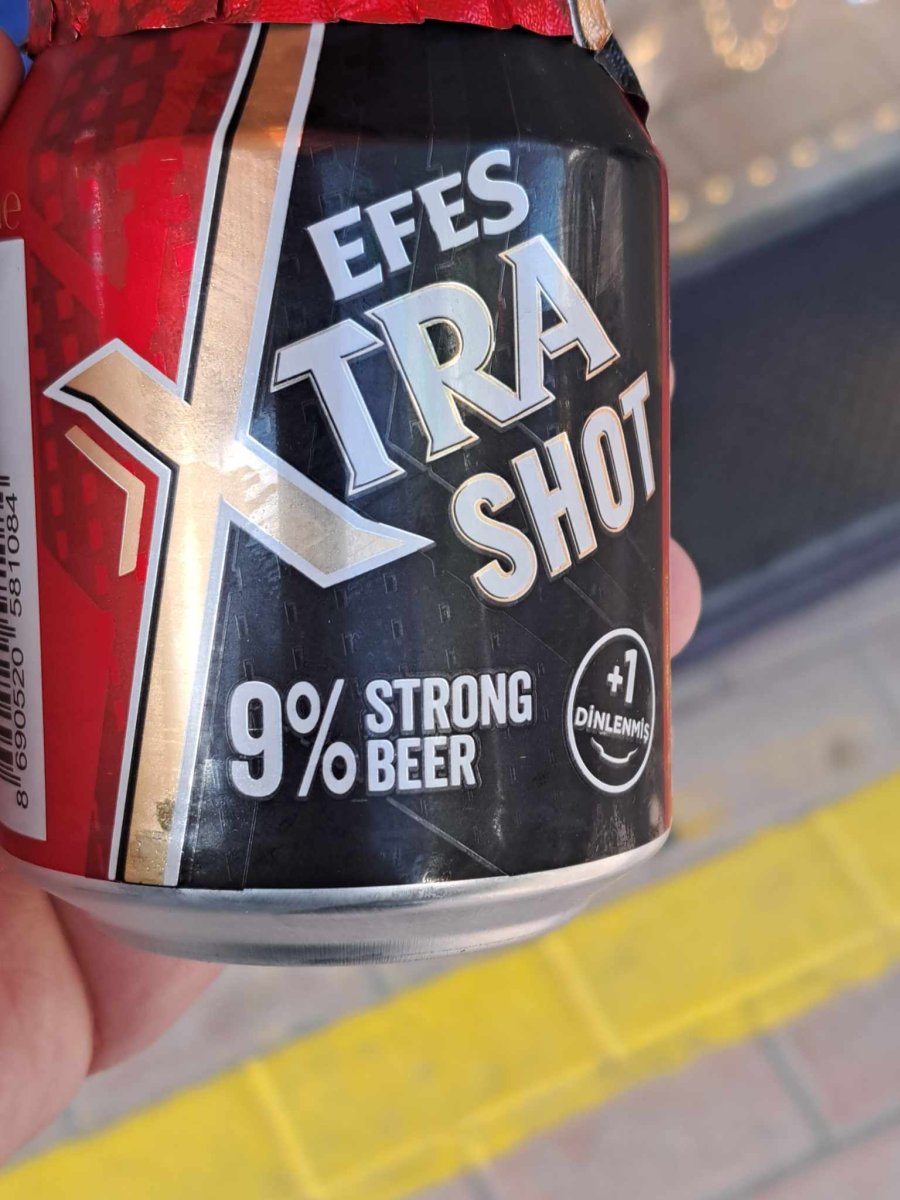 EFES
XTRA
SHOT
9% STRONG
BEER
+1
DİNLENMİŞ
8 690520 581084